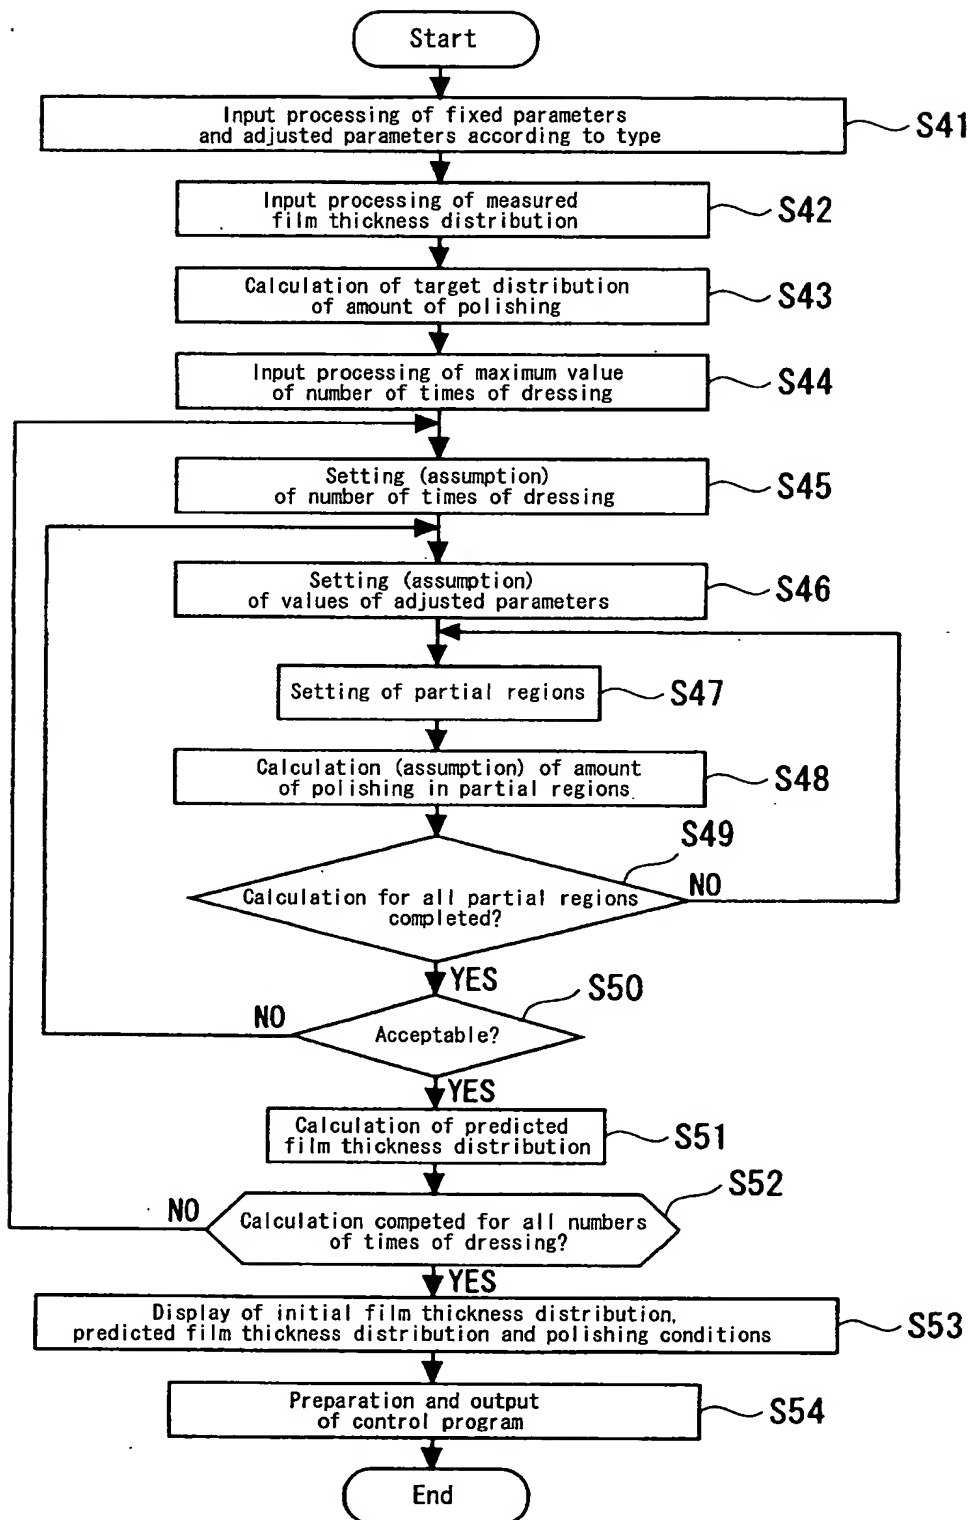 Start
Input processing of fixed parameters
and adjusted parameters according to type
S41
Input processing of measured
film thickness distribution
S42
Calculation of target distribution
of amount of polishing
S43
Input processing of maximum value
of number of times of dressing
S44
Setting (assumption)
of number of times of dressing
S45
Setting (assumption)
of values of adjusted parameters
S46
Setting of partial regions
S47
Calculation (assumption) of amount
of polishing in partial regions
S48
S49
Calculation for all partial regions
completed?
NO
YES
S50
NO
Acceptable?
YES
Calculation of predicted
film thickness distribution
S51
S52
NO
Calculation competed for all numbers
of times of dressing?
YES
Display of initial film thickness distribution,
predicted film thickness distribution and polishing conditions
S53
Preparation and output
of control program
S54
End